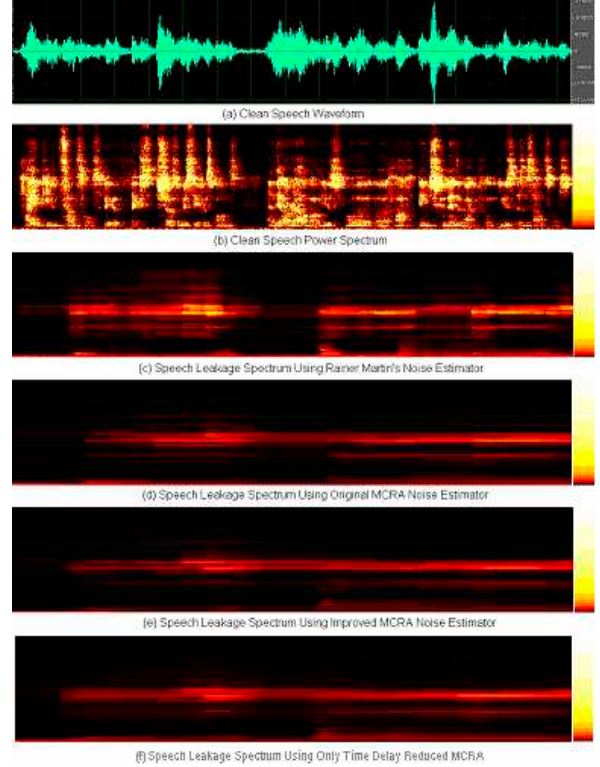 (a) Clean Speech Waveform
(b) Clean Speech Power Spectrum
(c) Speech Leakage Spectrum Using Rainer Martin's Noise Estimator
(d) Speech Leakage Spectrum Using Original MCRA Noise Estimator
(e) Speech Leakage Spectrum Using Improved MCRA Noise Estimator
(f) Speech Leakage Spectrum Using Only Time Delay Reduced MCRA